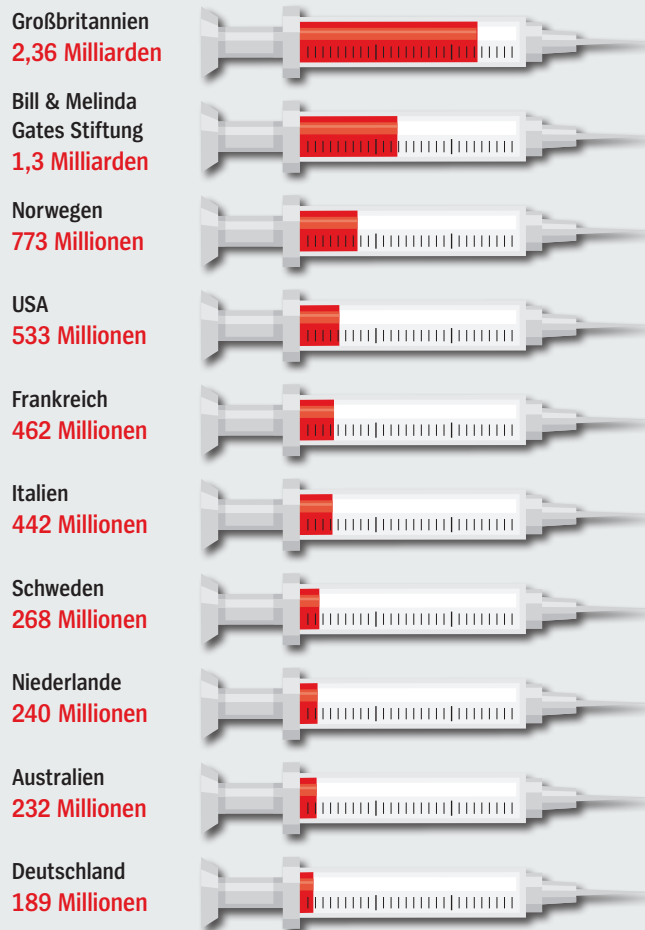 Großbritannien
2,36 Milliarden
Bill & Melinda
Gates Stiftung
1,3 Milliarden
Norwegen
773 Millionen
USA
533 Millionen
Frankreich
462 Millionen
Italien
442 Millionen
Schweden
268 Millionen
Niederlande
240 Millionen
Australien
232 Millionen
Deutschland
189 Millionen